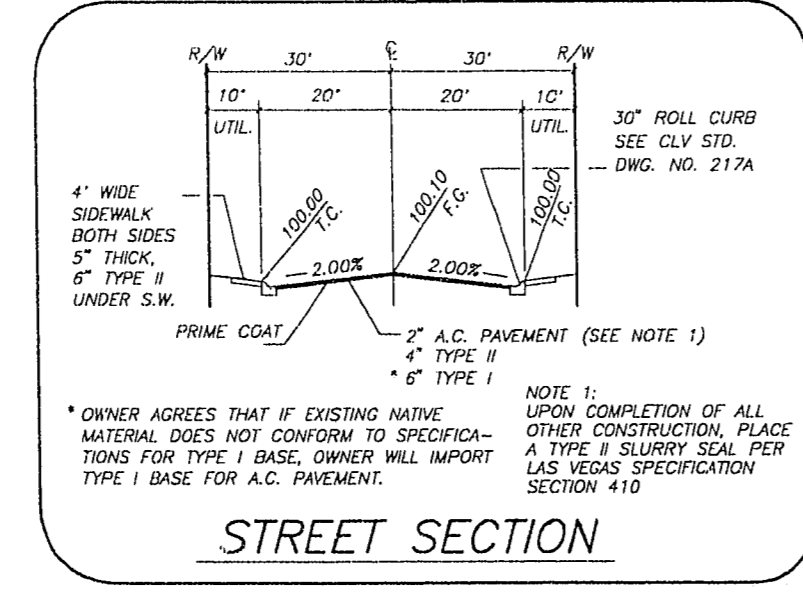 R/W 30' ℄ 30' R/W
10' 20' 20' 10'
UTIL. UTIL.
30" ROLL CURB
SEE CLV STD.
DWG. NO. 217A
4' WIDE
SIDEWALK
BOTH SIDES
5" THICK,
6" TYPE II
UNDER S.W.
100.00
T.C.
100.10
F.G.
100.00
T.C.
2.00% 2.00%
PRIME COAT
2" A.C. PAVEMENT (SEE NOTE 1)
4" TYPE II
* 6" TYPE I
* OWNER AGREES THAT IF EXISTING NATIVE
MATERIAL DOES NOT CONFORM TO SPECIFICA-
TIONS FOR TYPE I BASE, OWNER WILL IMPORT
TYPE I BASE FOR A.C. PAVEMENT.
NOTE 1:
UPON COMPLETION OF ALL
OTHER CONSTRUCTION, PLACE
A TYPE II SLURRY SEAL PER
LAS VEGAS SPECIFICATION
SECTION 410
STREET SECTION